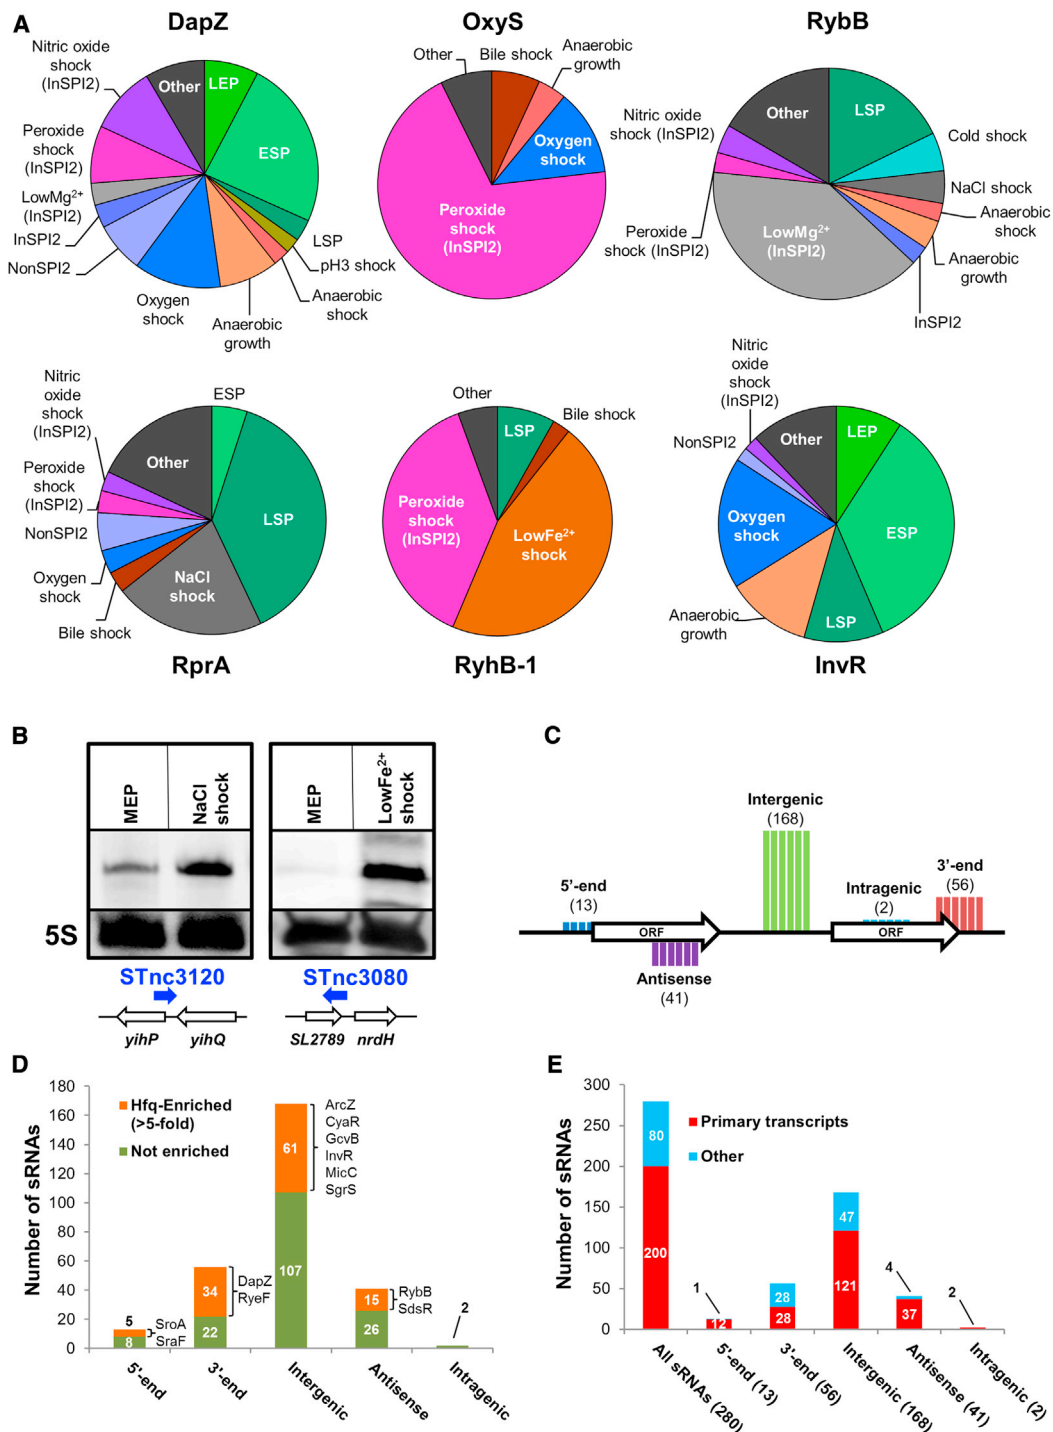 A
DapZ
OxyS
RybB
Nitric oxide
shock
(InSPI2)
Other
LEP
ESP
Peroxide
shock
(InSPI2)
LowMg2+
(InSPI2)
InSPI2
NonSPI2
Oxygen
shock
Anaerobic
growth
Anaerobic
shock
pH3 shock
LSP
Other
Bile shock
Anaerobic
growth
Oxygen
shock
Peroxide
shock
(InSPI2)
Other
LSP
Cold shock
NaCl shock
Anaerobic
shock
Anaerobic
growth
InSPI2
LowMg2+
(InSPI2)
Nitric oxide
shock (InSPI2)
Peroxide
shock (InSPI2)
Nitric
oxide
shock
(InSPI2)
ESP
Other
LSP
Peroxide
shock
(InSPI2)
NonSPI2
Oxygen
shock
NaCl
shock
Bile shock
RprA
Other
LSP
Bile shock
Peroxide
shock
(InSPI2)
LowFe2+
shock
RyhB-1
Nitric
oxide
shock
(InSPI2)
NonSPI2
Other
LEP
ESP
Oxygen
shock
Anaerobic
growth
LSP
InvR
B
MEP
NaCl
shock
MEP
LowFe2+
shock
5S
STnc3120
STnc3080
yihP
yihQ
SL2789
nrdH
C
Intergenic
(168)
5'-end
(13)
Intragenic
(2)
3'-end
(56)
ORF
ORF
Antisense
(41)
D
Number of sRNAs
180
160
140
120
100
80
60
40
20
0
Hfq-Enriched
(>5-fold)
Not enriched
5
8
SroA
SraF
34
22
DapZ
RyeF
61
107
ArcZ
CyaR
GcvB
InvR
MicC
SgrS
15
26
RybB
SdsR
2
5'-end
3'-end
Intergenic
Antisense
Intragenic
E
Number of sRNAs
300
250
200
150
100
50
0
Primary transcripts
Other
80
200
1
12
28
28
47
121
4
37
2
All sRNAs (280)
5'-end (13)
3'-end (56)
Intergenic (168)
Antisense (41)
Intragenic (2)